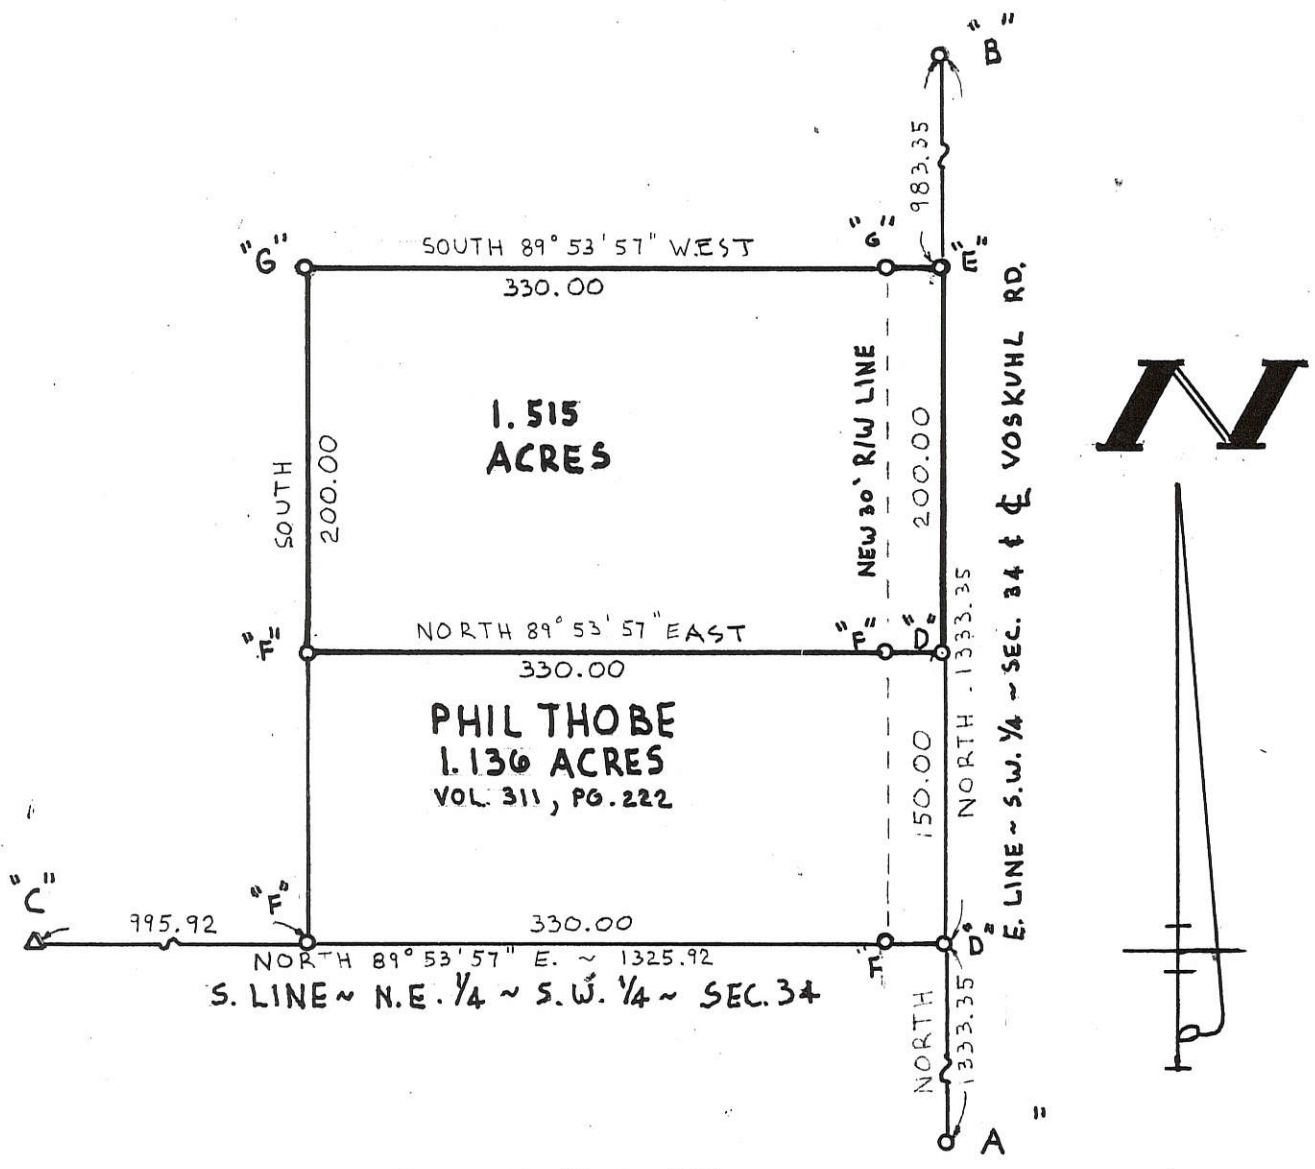 "B"
983.35
"G"
SOUTH 89° 53' 57" WEST
"G"
"E"
330.00
1.515
ACRES
SOUTH
200.00
NEW 30' R/W LINE
200.00
E. LINE ~ S.W. 1/4 ~ SEC. 34 & ℄ VOSKUHL RD.
N
"F"
NORTH 89° 53' 57" EAST
"F"
"D"
330.00
PHIL THOBE
1.136 ACRES
VOL. 311, PG. 222
150.00
NORTH - 1333.35
"C"
995.92
"F"
330.00
"F
"D"
NORTH 89° 53' 57" E. ~ 1325.92
S. LINE ~ N.E. 1/4 ~ S.W. 1/4 ~ SEC. 34
NORTH
1333.35
A "